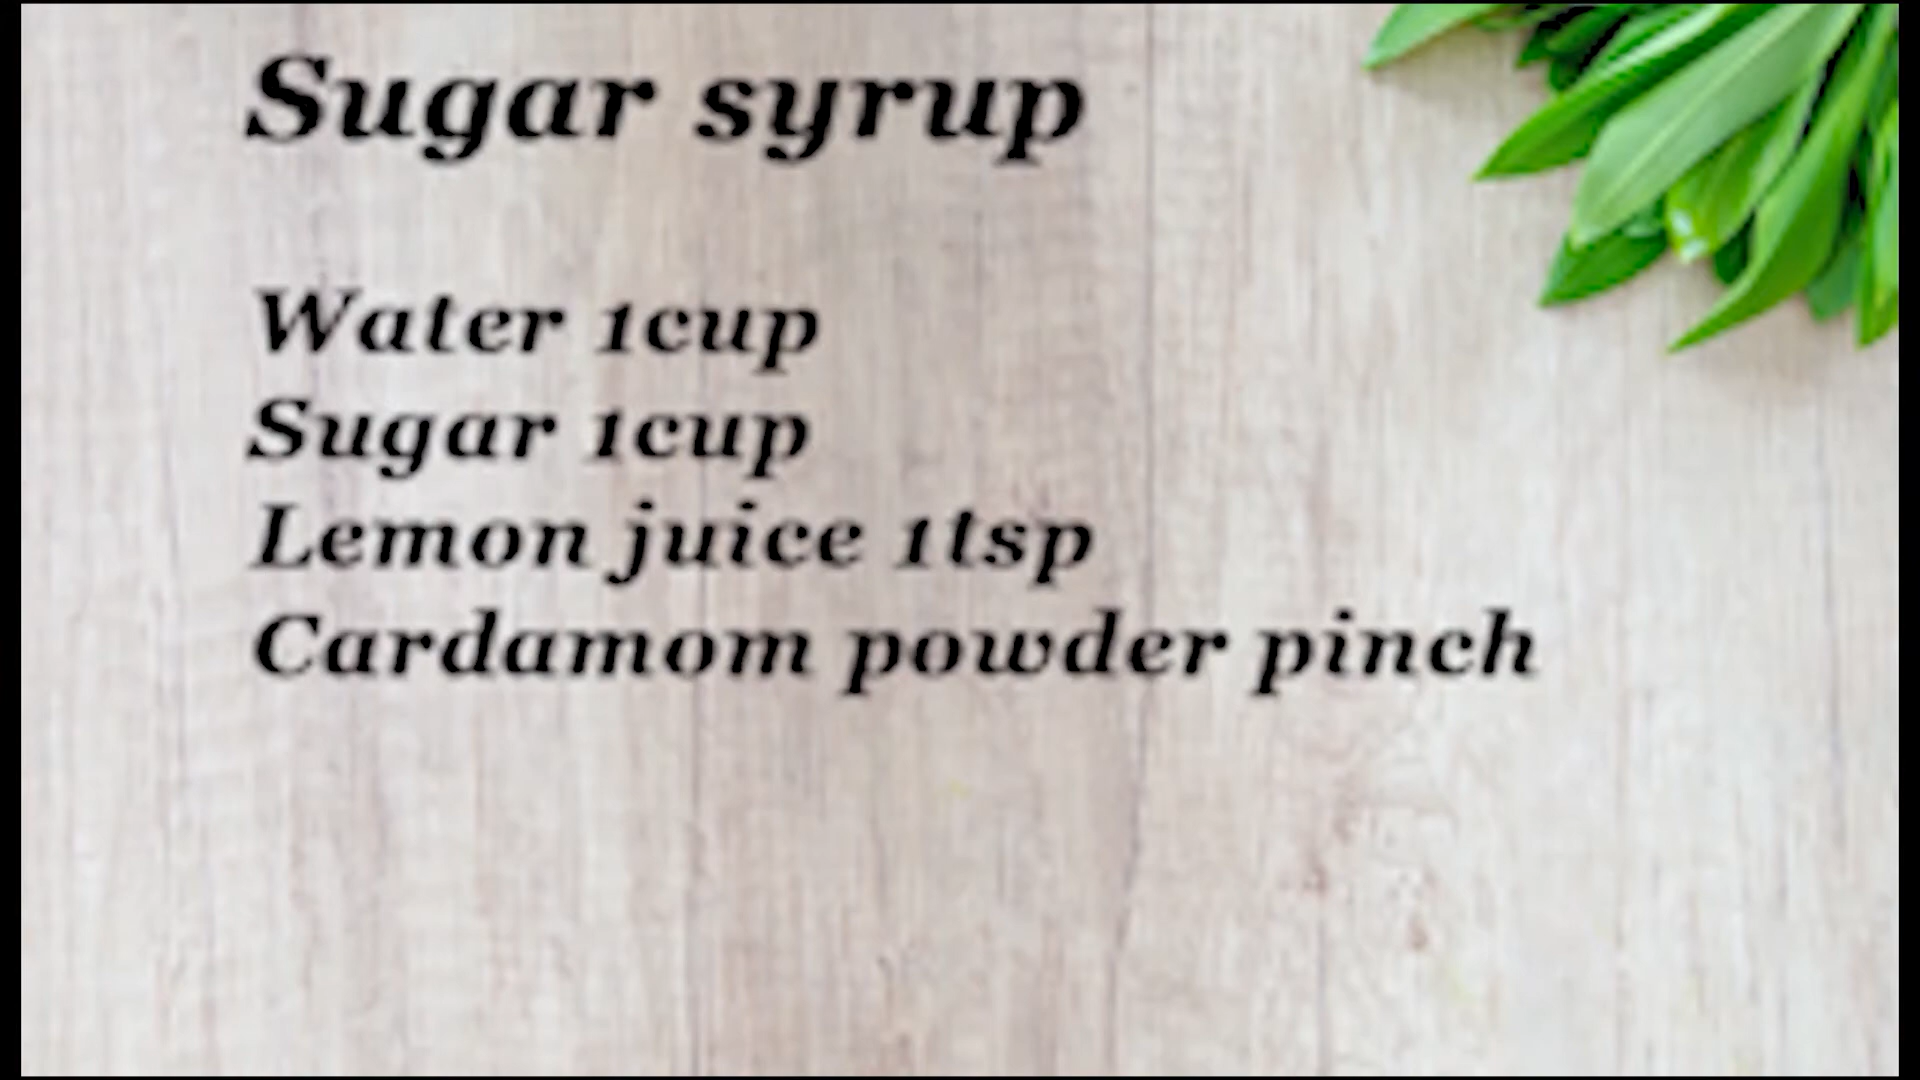 Sugar syrup
Water 1cup
Sugar 1cup
Lemon juice 1tsp
Cardamom powder pinch